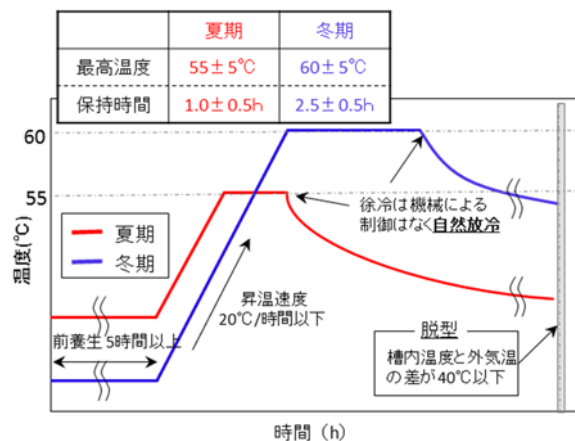 夏期 冬期
最高温度 55±5℃ 60±5℃
保持時間 1.0±0.5h 2.5±0.5h
60
55
温度(℃)
夏期
冬期
徐冷は機械による
制御はなく自然放冷
昇温速度
20℃/時間以下
前養生 5時間以上
脱型
槽内温度と外気温
の差が40℃以下
時間（h）